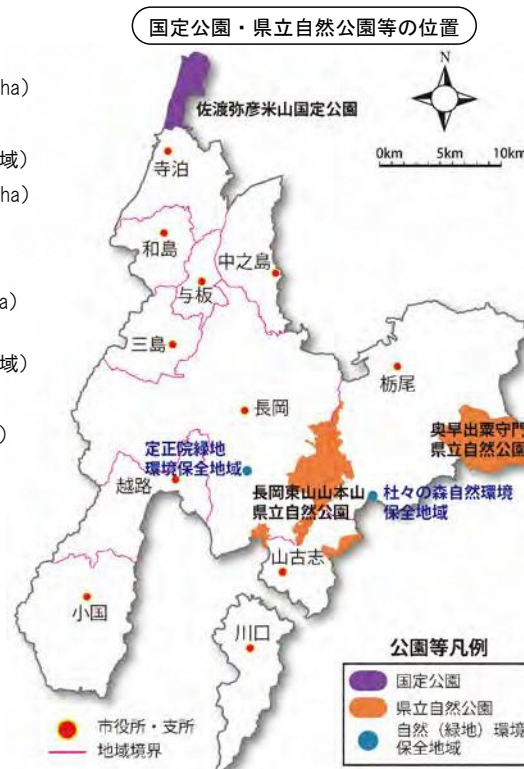 国定公園・県立自然公園等の位置
ha）
域）
ha）
a）
域）
）
N
0km 5km 10km
佐渡弥彦米山国定公園
寺泊
和島
中之島
与板
三島
栃尾
長岡
奥早出粟守門
県立自然公園
定正院緑地
環境保全地域
越路
長岡東山山本山
県立自然公園
杜々の森自然環境
保全地域
山古志
小国
川口
市役所・支所
地域境界
公園等凡例
国定公園
県立自然公園
自然（緑地）環境
保全地域